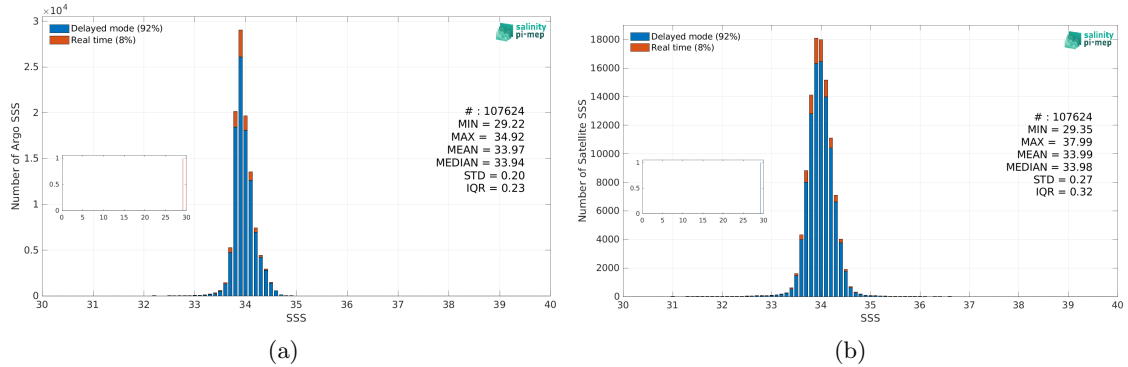 ×10⁴
Delayed mode (92%)
Real time (8%)
salinity
pi-mep
# : 107624
MIN = 29.22
MAX = 34.92
MEAN = 33.97
MEDIAN = 33.94
STD = 0.20
IQR = 0.23
Number of Argo SSS
3
2.5
2
1.5
1
0.5
0
1
0.5
0
0 5 10 15 20 25 30
30 31 32 33 34 35 36 37 38 39 40
SSS
(a)
Delayed mode (92%)
Real time (8%)
salinity
pi-mep
# : 107624
MIN = 29.35
MAX = 37.99
MEAN = 33.99
MEDIAN = 33.98
STD = 0.27
IQR = 0.32
Number of Satellite SSS
18000
16000
14000
12000
10000
8000
6000
4000
2000
0
1
0.5
0
0 5 10 15 20 25 30
30 31 32 33 34 35 36 37 38 39 40
SSS
(b)